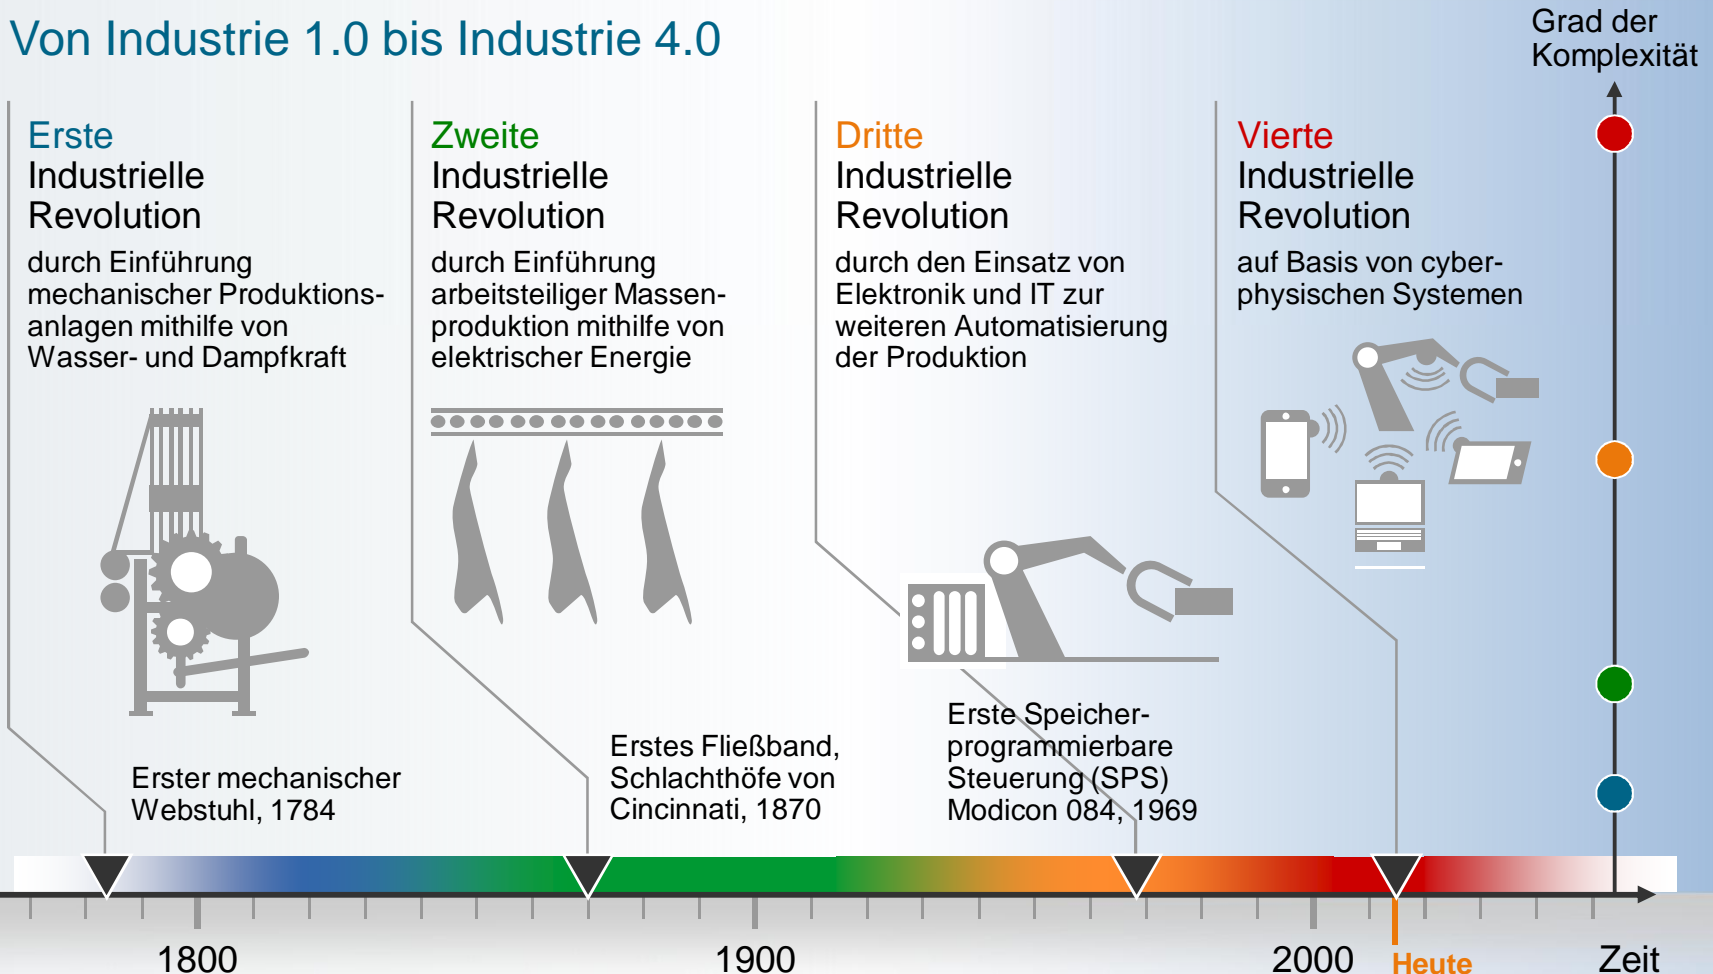 Von Industrie 1.0 bis Industrie 4.0
Grad der
Komplexität
Erste
Industrielle
Revolution
durch Einführung
mechanischer Produktions-
anlagen mithilfe von
Wasser- und Dampfkraft
Zweite
Industrielle
Revolution
durch Einführung
arbeitsteiliger Massen-
produktion mithilfe von
elektrischer Energie
Dritte
Industrielle
Revolution
durch den Einsatz von
Elektronik und IT zur
weiteren Automatisierung
der Produktion
Vierte
Industrielle
Revolution
auf Basis von cyber-
physischen Systemen
Erster mechanischer
Webstuhl, 1784
Erstes Fließband,
Schlachthöfe von
Cincinnati, 1870
Erste Speicher-
programmierbare
Steuerung (SPS)
Modicon 084, 1969
1800
1900
2000
Heute
Zeit